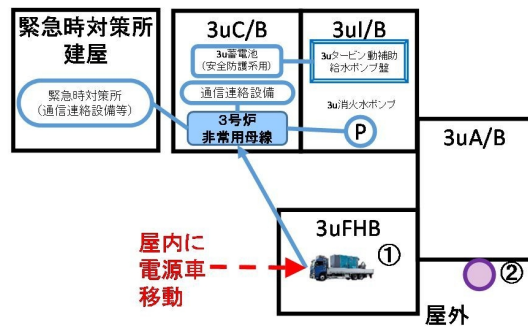 緊急時対策所
建屋
緊急時対策所
（通信連絡設備等）
3uC/B
3u蓄電池
（安全防護系用）
通信連絡設備
3号炉
非常用母線
3uI/B
3uタービン動補助
給水ポンプ盤
3u消火水ポンプ
P
3uA/B
3uFHB
①
②
屋内に
電源車
移動
屋外